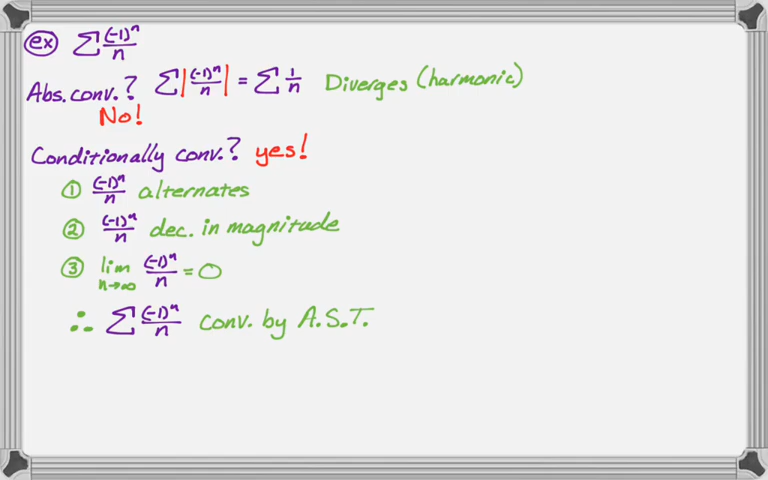 ex ∑ (-1)^n/n
Abs. conv.? ∑|(-1)^n/n| = ∑ 1/n Diverges (harmonic)
No!
Conditionally conv.? yes!
① (-1)^n/n alternates
② (-1)^n/n dec. in magnitude
③ lim n→∞ (-1)^n/n = 0
∴ ∑ (-1)^n/n conv. by A.S.T.